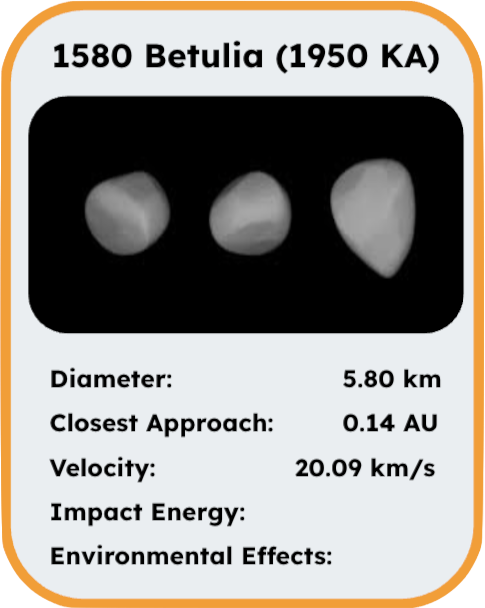 1580 Betulia (1950 KA)
Diameter: 5.80 km
Closest Approach: 0.14 AU
Velocity: 20.09 km/s
Impact Energy:
Environmental Effects: